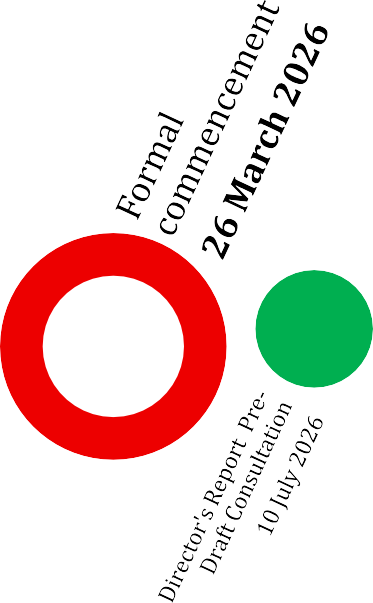 Formal
commencement
26 March 2026
Director's Report Pre-
Draft Consultation
10 July 2026